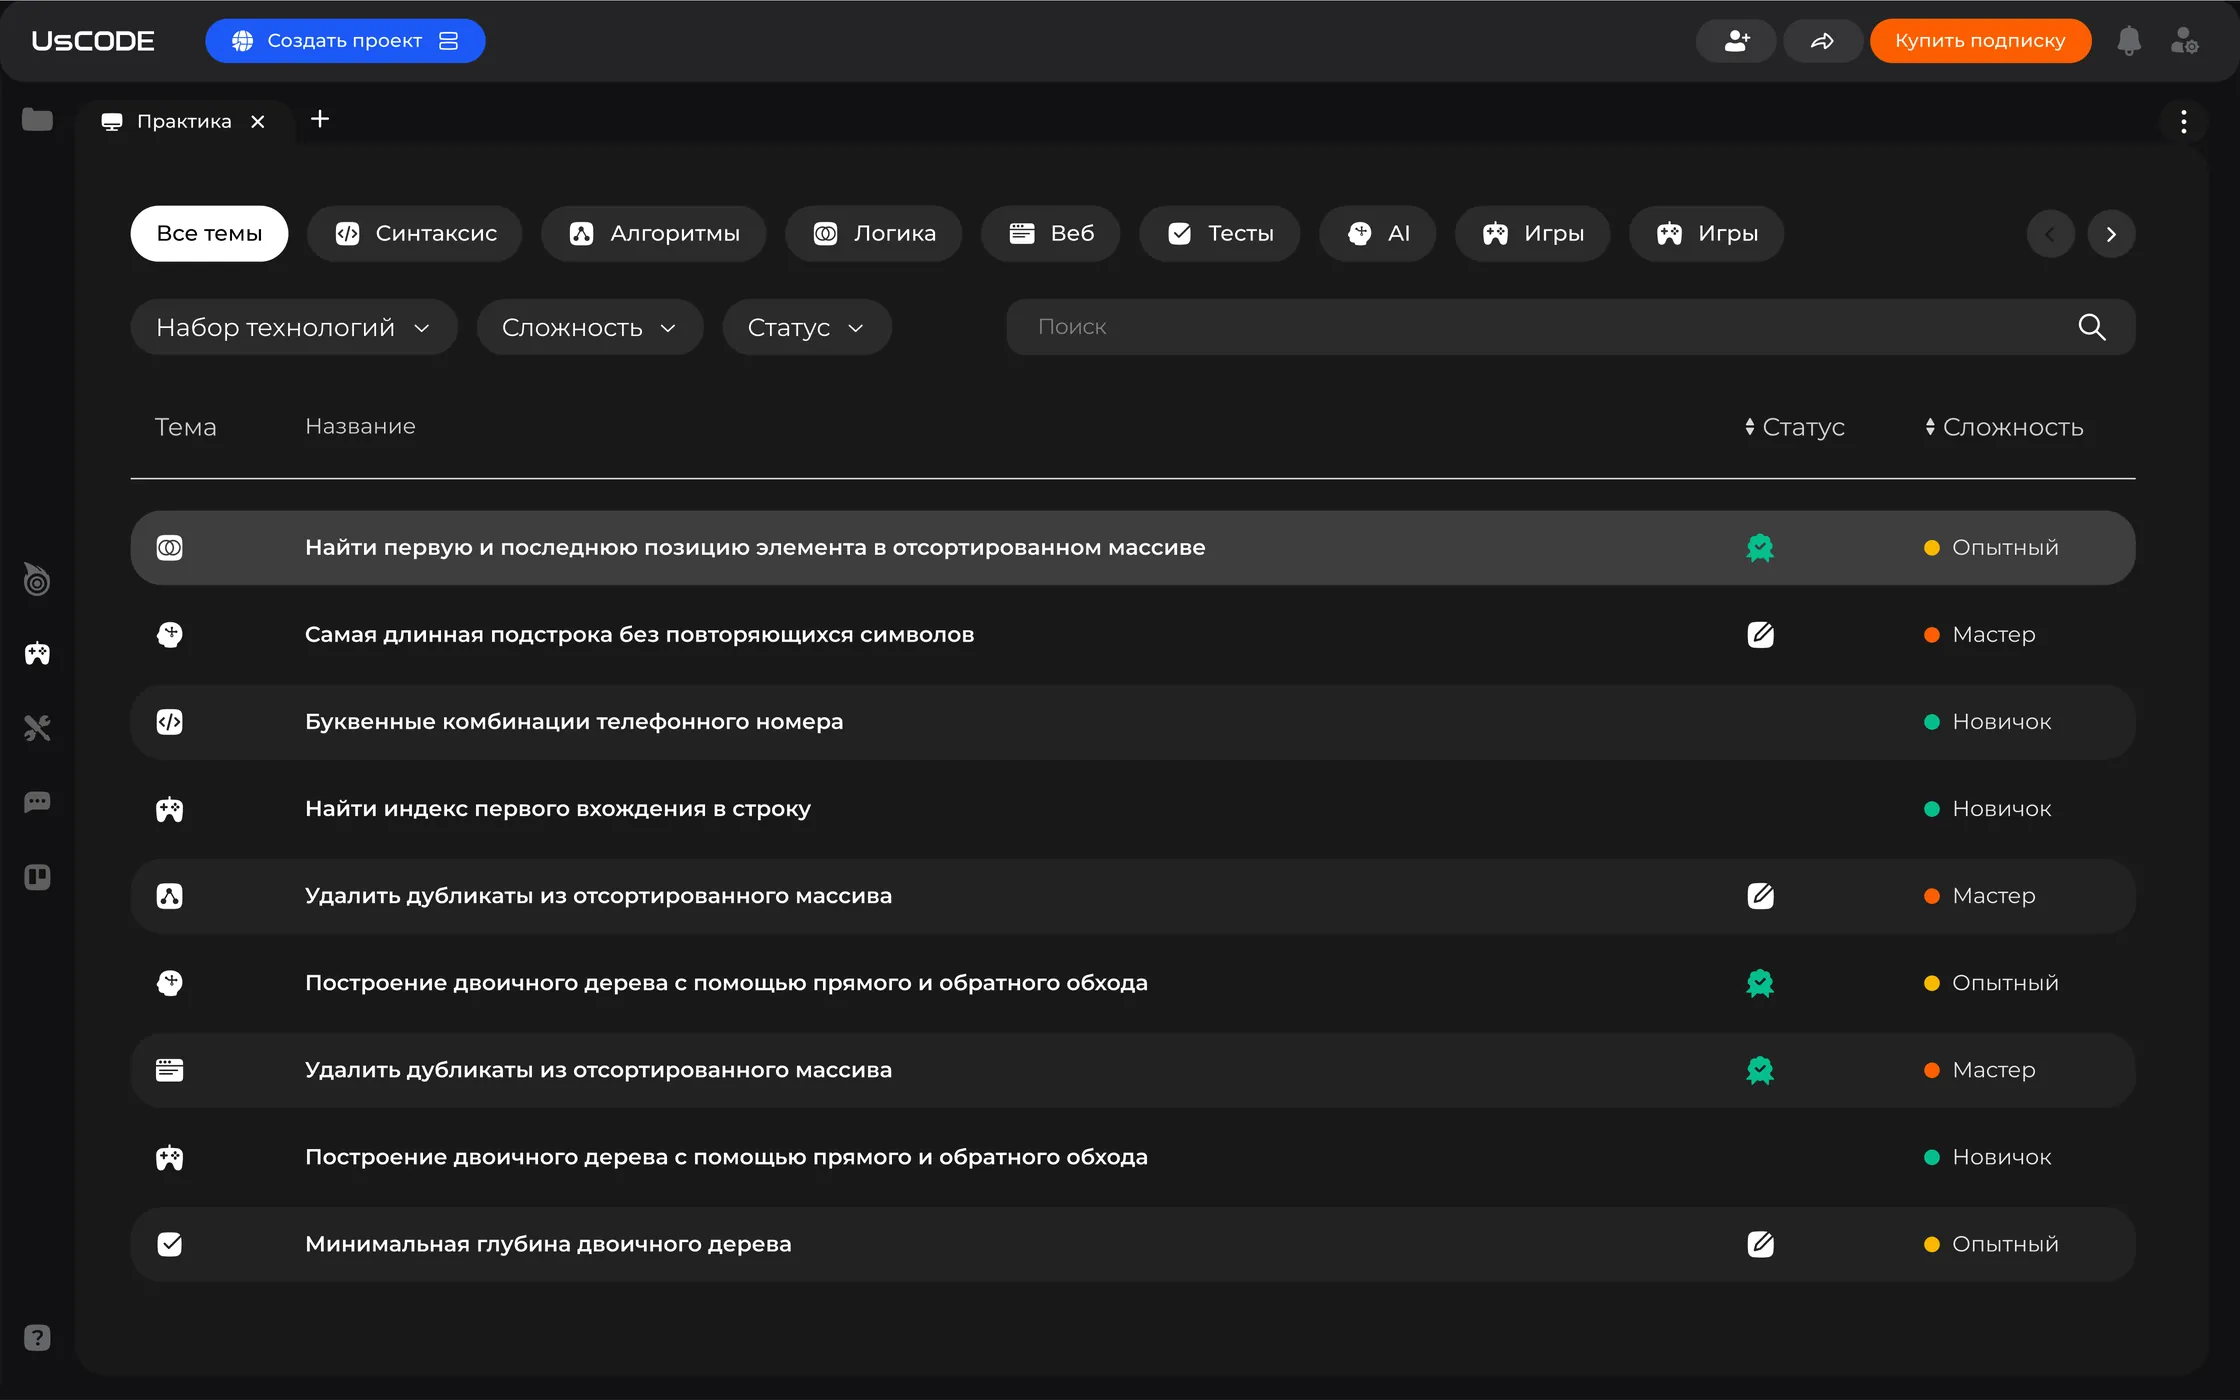 UsCODE Создать проект Купить подписку
Практика
Все темы Синтаксис Алгоритмы Логика Веб Тесты AI Игры Игры
Набор технологий Сложность Статус Поиск
Тема Название Статус Сложность
Найти первую и последнюю позицию элемента в отсортированном массиве Опытный
Самая длинная подстрока без повторяющихся символов Мастер
Буквенные комбинации телефонного номера Новичок
Найти индекс первого вхождения в строку Новичок
Удалить дубликаты из отсортированного массива Мастер
Построение двоичного дерева с помощью прямого и обратного обхода Опытный
Удалить дубликаты из отсортированного массива Мастер
Построение двоичного дерева с помощью прямого и обратного обхода Новичок
Минимальная глубина двоичного дерева Опытный